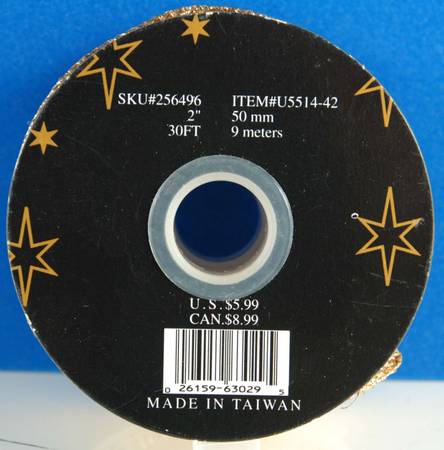 SKU#256496 ITEM#U5514-42
2" 50 mm
30FT 9 meters
U.S.$5.99
CAN.$8.99
0 26159-63029 5
MADE IN TAIWAN